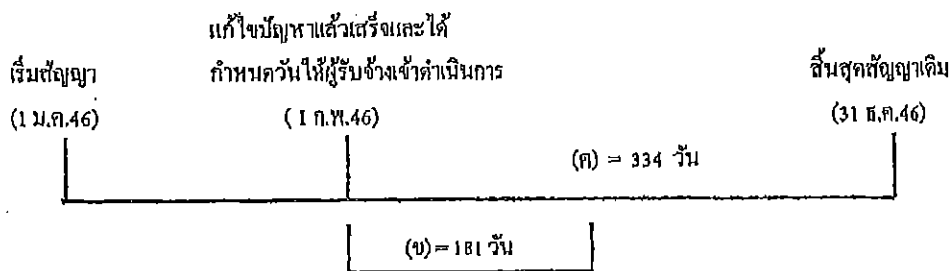 แก้ไขปัญหาแล้วเสร็จและได้
เริ่มสัญญา กำหนดวันให้ผู้รับจ้างเข้าดำเนินการ สิ้นสุดสัญญาเดิม
(1 ม.ค.46) (1 ก.พ.46) (31 ธ.ค.46)
(ค) = 334 วัน
(ข)=181 วัน